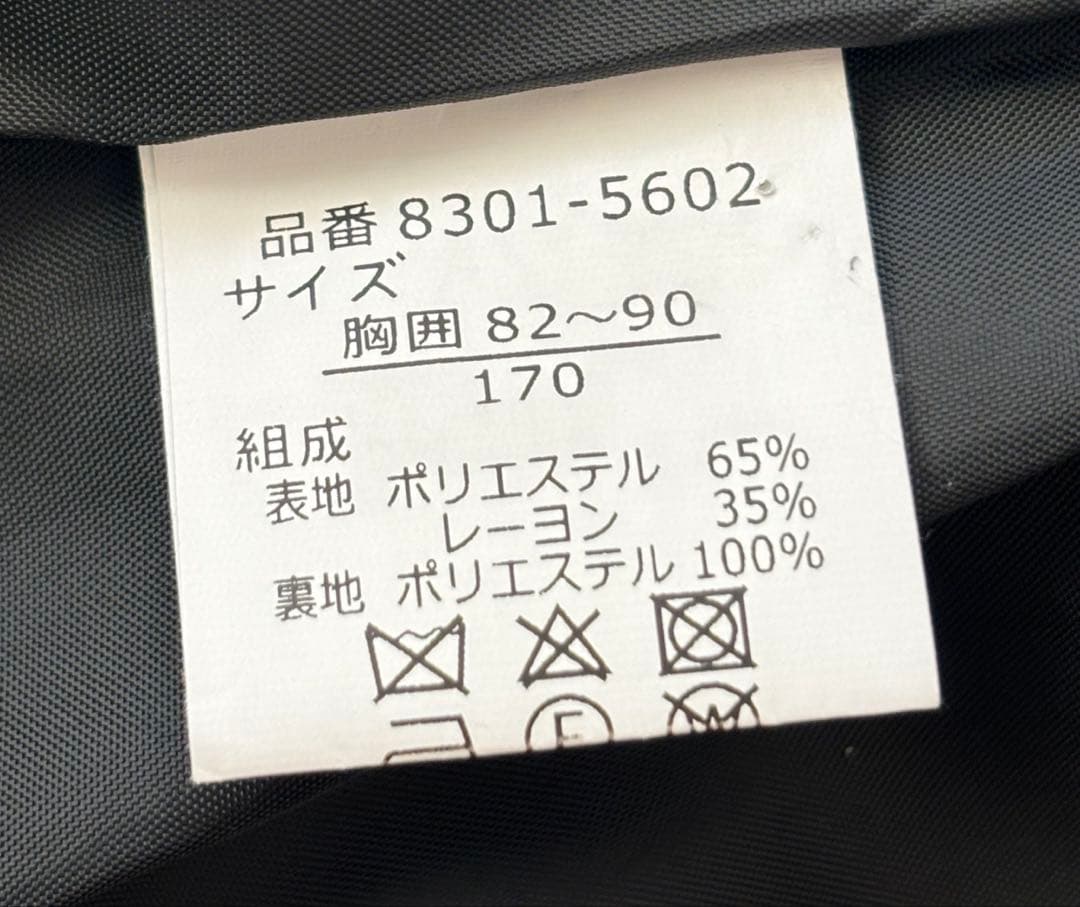 品番 8301-5602
サイズ
胸囲 82～90
170
組成
表地 ポリエステル 65%
レーヨン 35%
裏地 ポリエステル 100%
F W